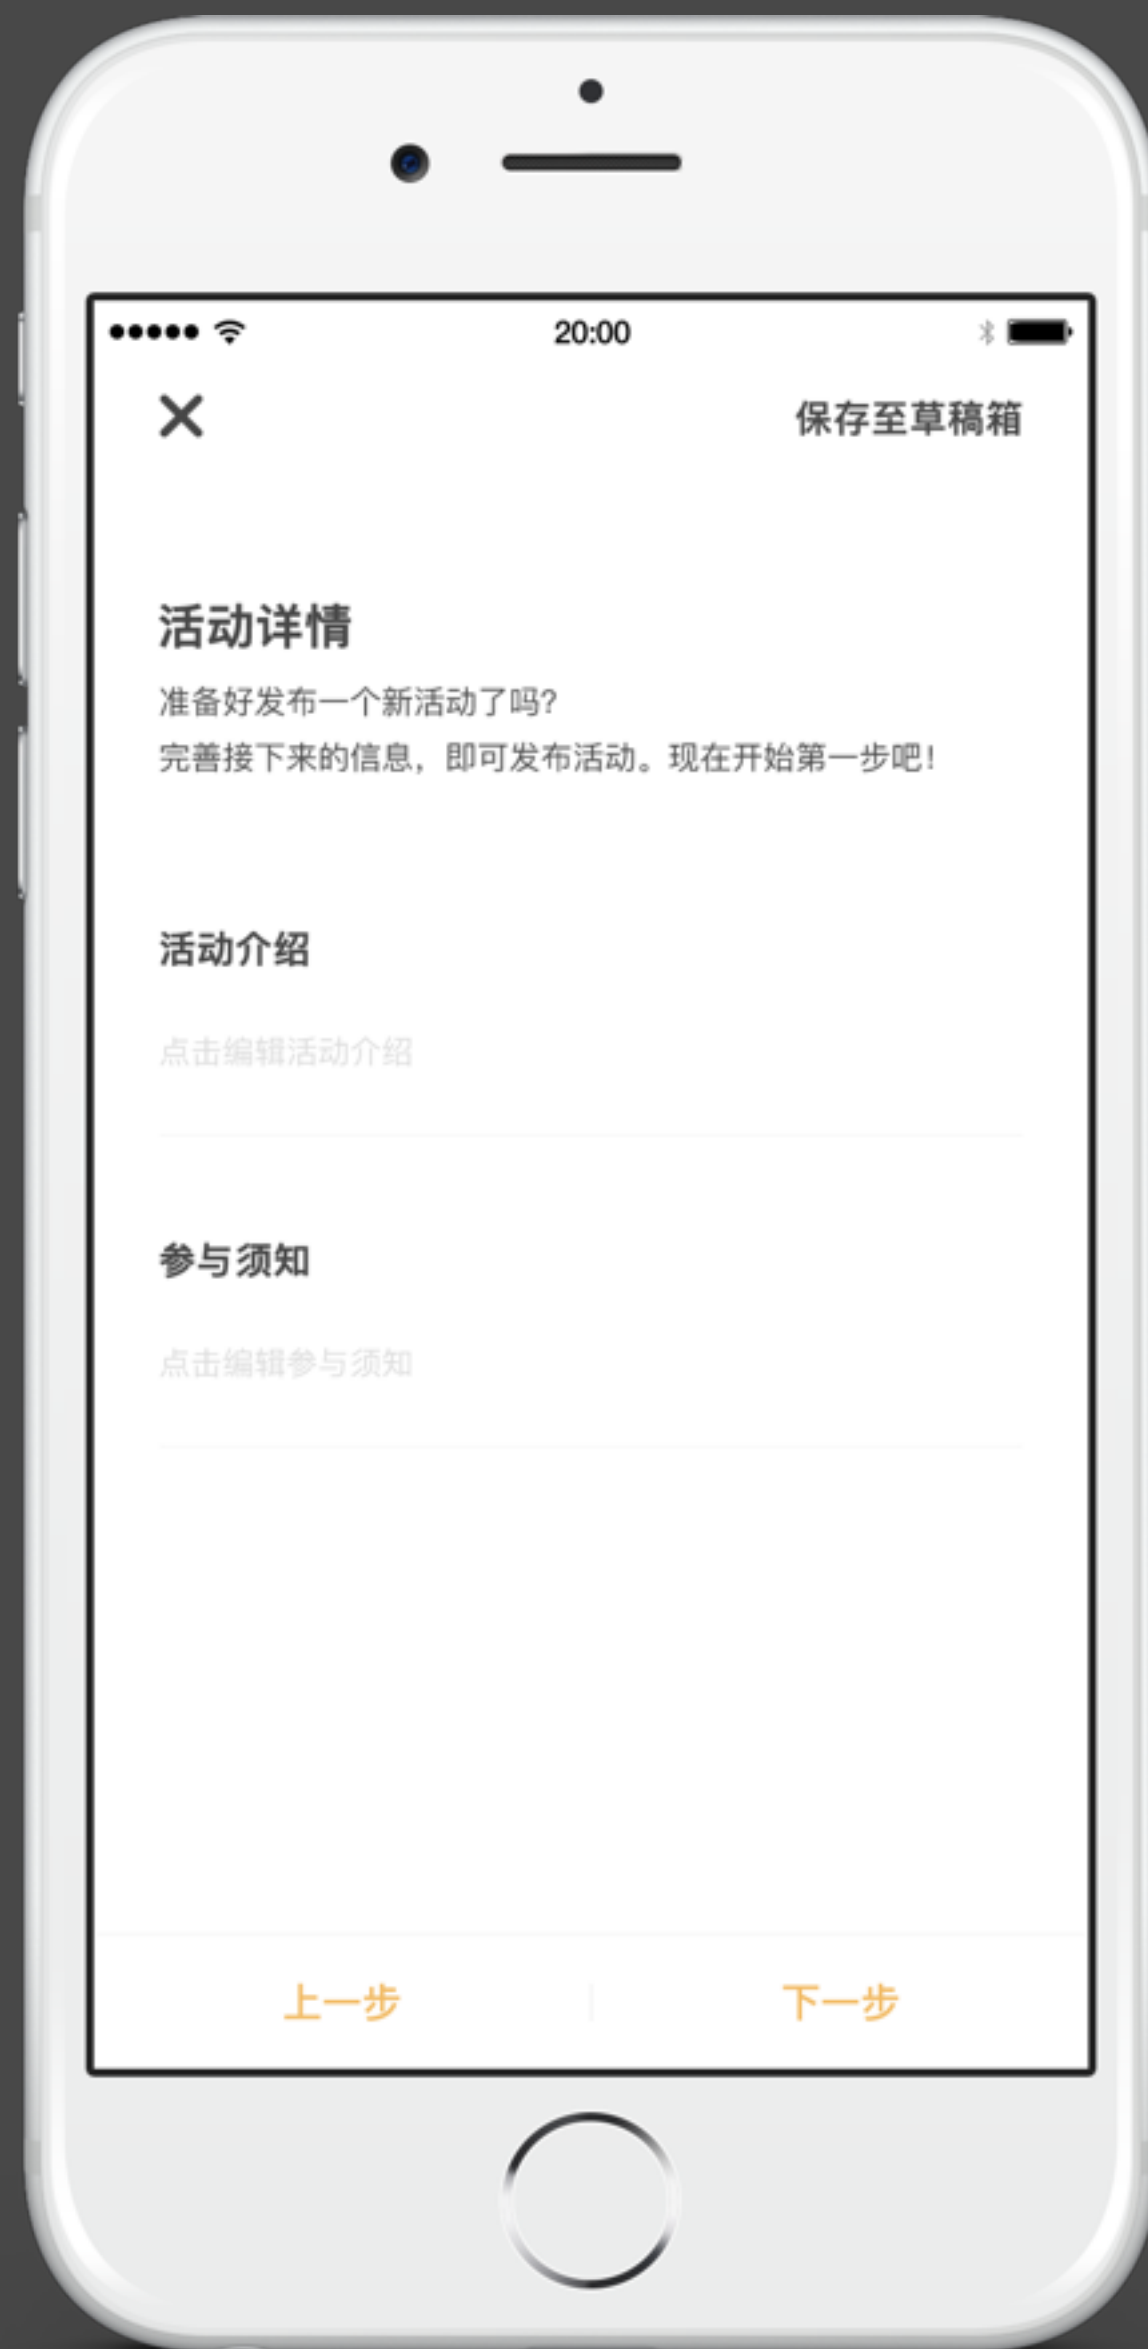 20:00
保存至草稿箱
活动详情
准备好发布一个新活动了吗?
完善接下来的信息，即可发布活动。现在开始第一步吧!
活动介绍
点击编辑活动介绍
参与须知
点击编辑参与须知
上一步
下一步